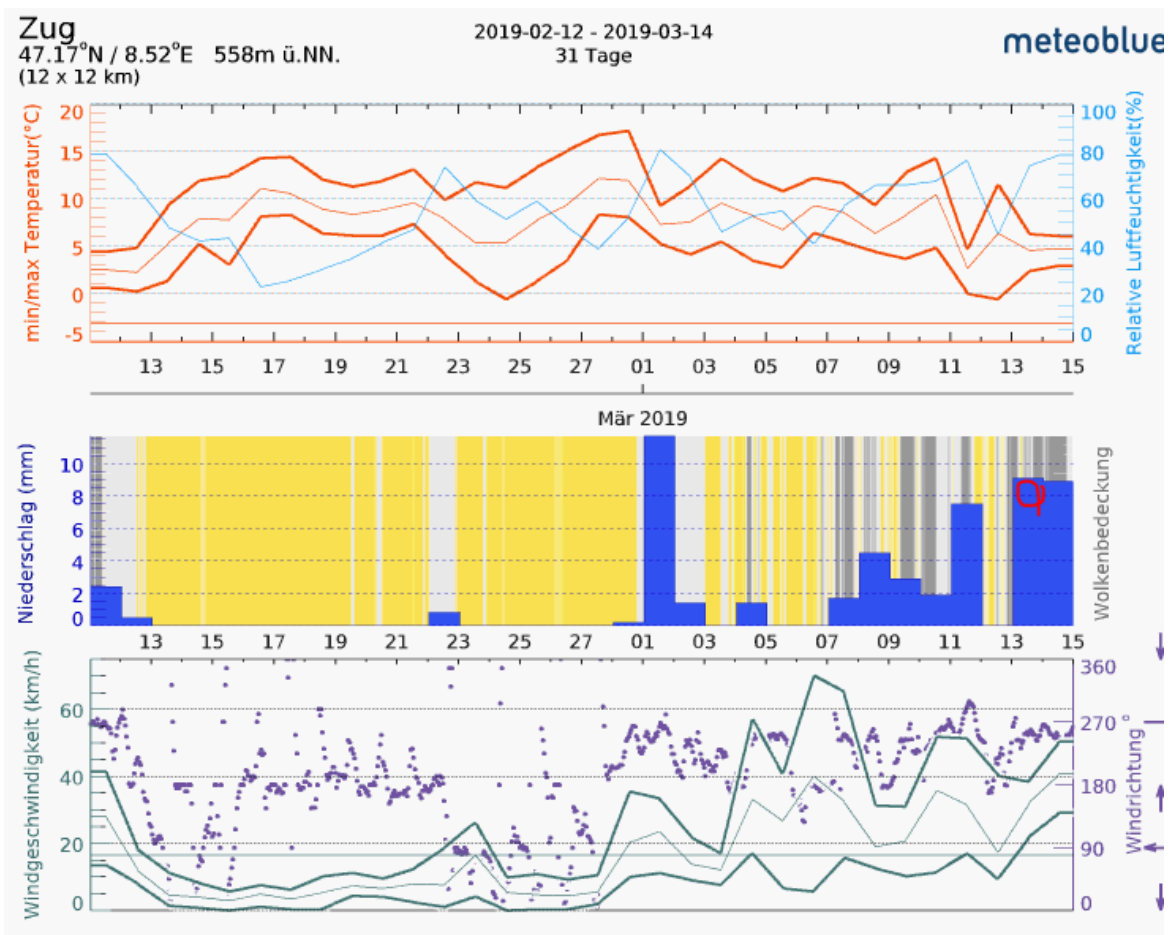 Zug
2019-02-12 - 2019-03-14
47.17°N / 8.52°E 558m ü.NN.
31 Tage
meteoblue
(12 x 12 km)
min/max Temperatur(°C)
20
15
10
5
0
-5
100
80
60
40
20
0
Relative Luftfeuchtigkeit(%)
13 15 17 19 21 23 25 27 01 03 05 07 09 11 13 15
Mär 2019
Niederschlag (mm)
10
8
6
4
2
0
9
Wolkenbedeckung
13 15 17 19 21 23 25 27 01 03 05 07 09 11 13 15
Windgeschwindigkeit (km/h)
60
40
20
0
360
270
180
90
0
Windrichtung °